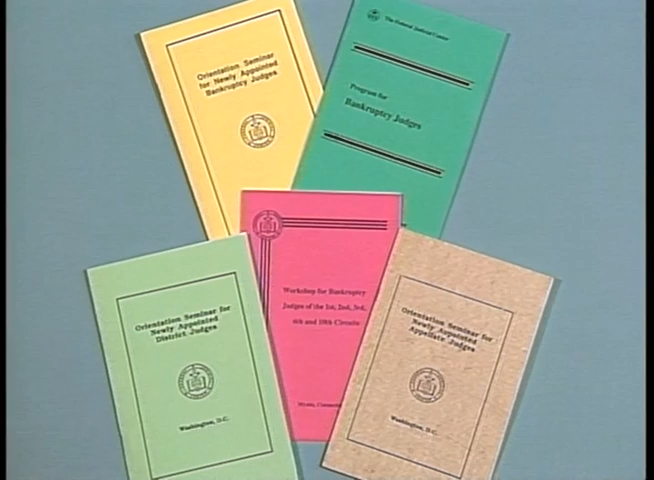 Orientation Seminar
for Newly Appointed
Bankruptcy Judges
The Federal Judicial Center
Program for
Bankruptcy Judges
Workshop for Bankruptcy
Judges of the 1st, 2nd, 3rd,
and 10th Circuits
Orientation Seminar for
Newly Appointed
District Judges
Washington, D.C.
Orientation Seminar for
Newly Appointed
Appellate Judges
Washington, D.C.